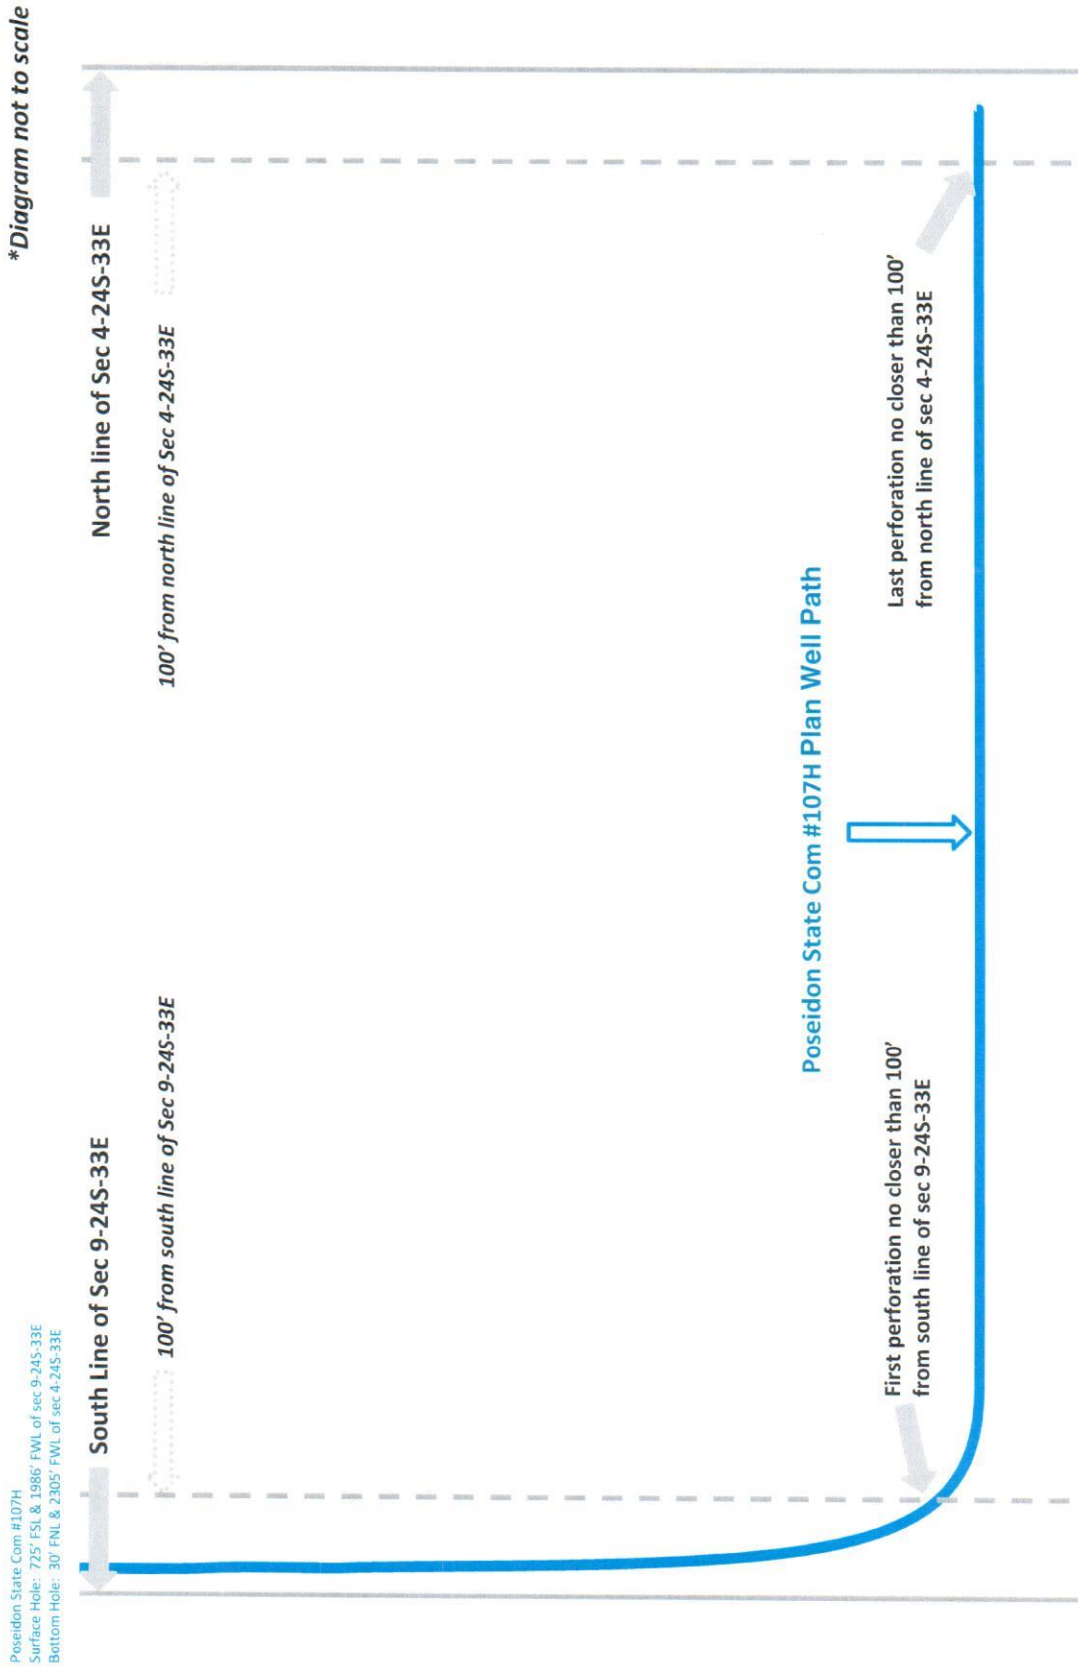 *Diagram not to scale
Poseidon State Com #107H
Surface Hole: 725' FSL & 1986' FWL of sec 9-24S-33E
Bottom Hole: 30' FNL & 2305' FWL of sec 4-24S-33E
South Line of Sec 9-24S-33E
North line of Sec 4-24S-33E
100' from south line of Sec 9-24S-33E
100' from north line of Sec 4-24S-33E
Poseidon State Com #107H Plan Well Path
First perforation no closer than 100'
from south line of sec 9-24S-33E
Last perforation no closer than 100'
from north line of sec 4-24S-33E